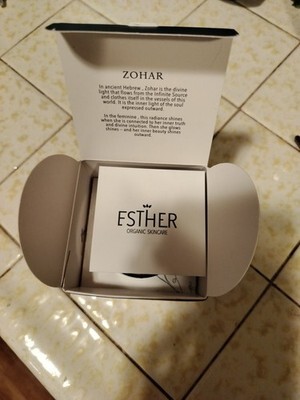 ZOHAR
In ancient Hebrew , Zohar is the divine
light that flows from the Infinite Source
and clothes itself in the vessels of this
world. It is the inner light of the soul
expressed outward.
In the feminine , this radiance shines
when she is connected to her inner truth
and divine intuition. Then she glows
shines - and her inner beauty shines
outward.
ESTHER
ORGANIC SKINCARE